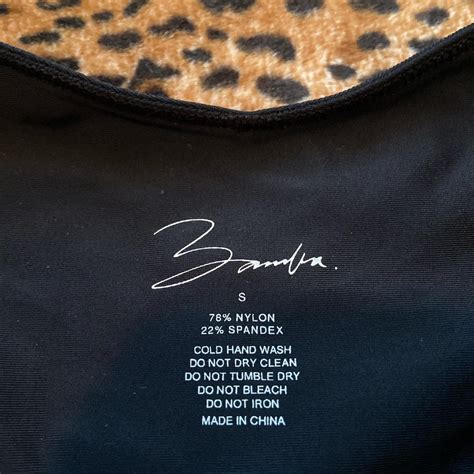 Bamba.
S
78% NYLON
22% SPANDEX
COLD HAND WASH
DO NOT DRY CLEAN
DO NOT TUMBLE DRY
DO NOT BLEACH
DO NOT IRON
MADE IN CHINA